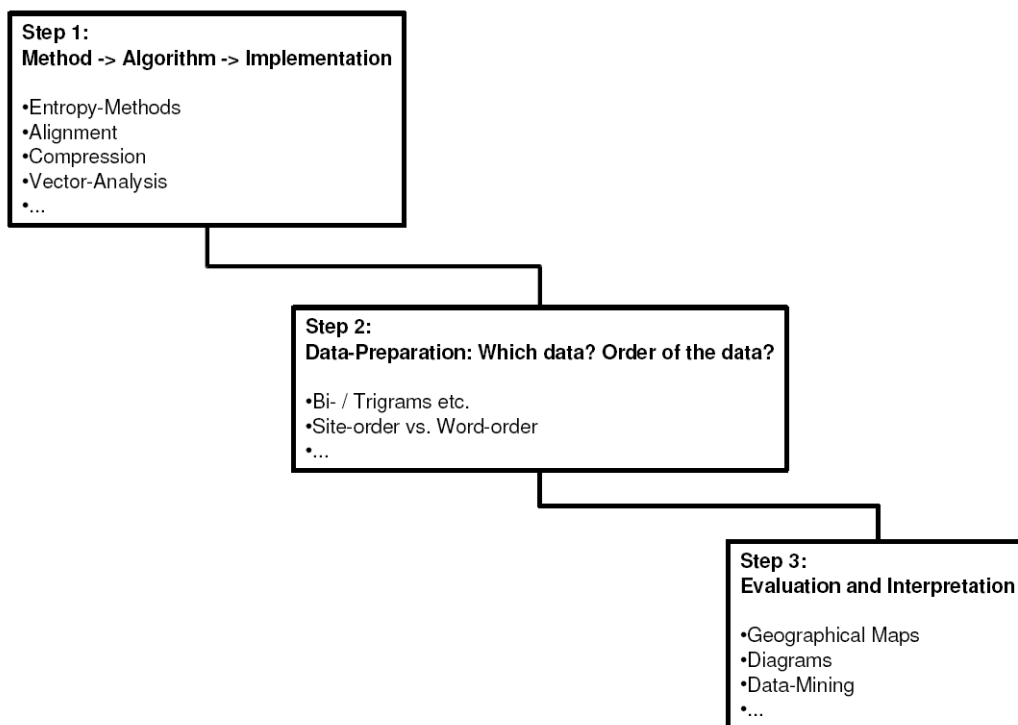 Step 1:
Method -> Algorithm -> Implementation
•Entropy-Methods
•Alignment
•Compression
•Vector-Analysis
•...
Step 2:
Data-Preparation: Which data? Order of the data?
•Bi- / Trigrams etc.
•Site-order vs. Word-order
•...
Step 3:
Evaluation and Interpretation
•Geographical Maps
•Diagrams
•Data-Mining
•...